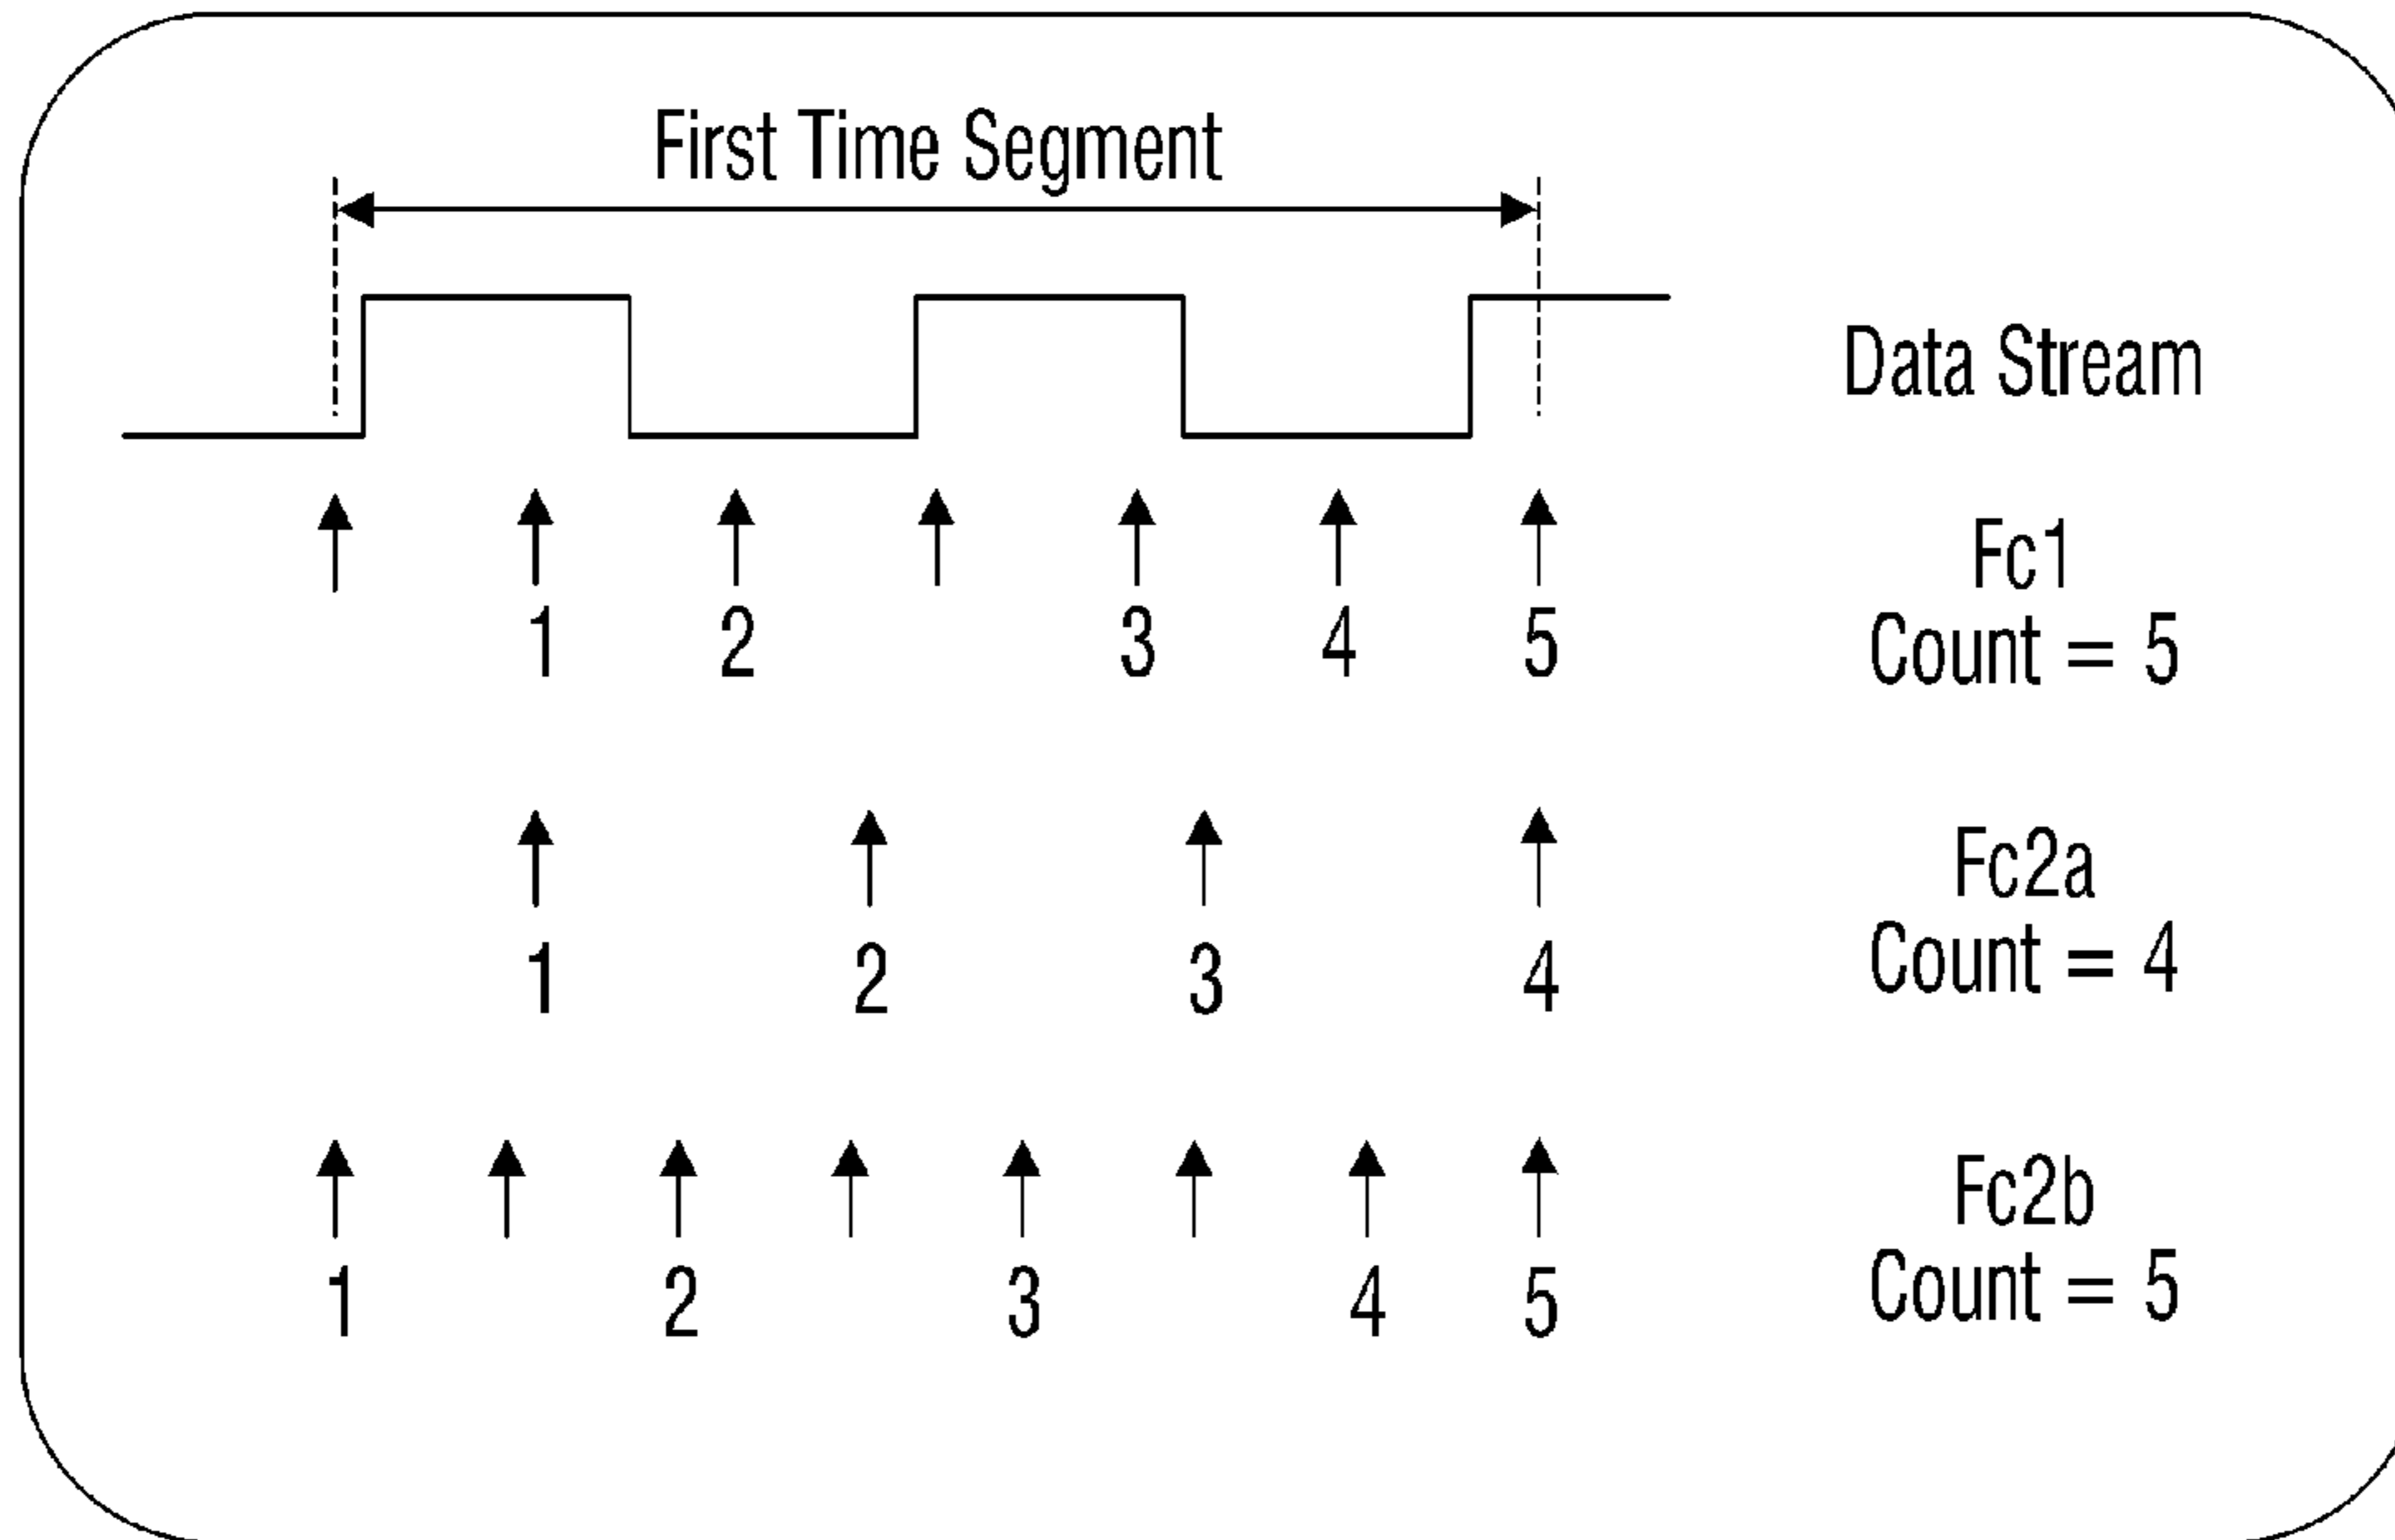 First Time Segment
Data Stream
1 2 3 4 5
Fc1
Count = 5
1 2 3 4
Fc2a
Count = 4
1 2 3 4 5
Fc2b
Count = 5